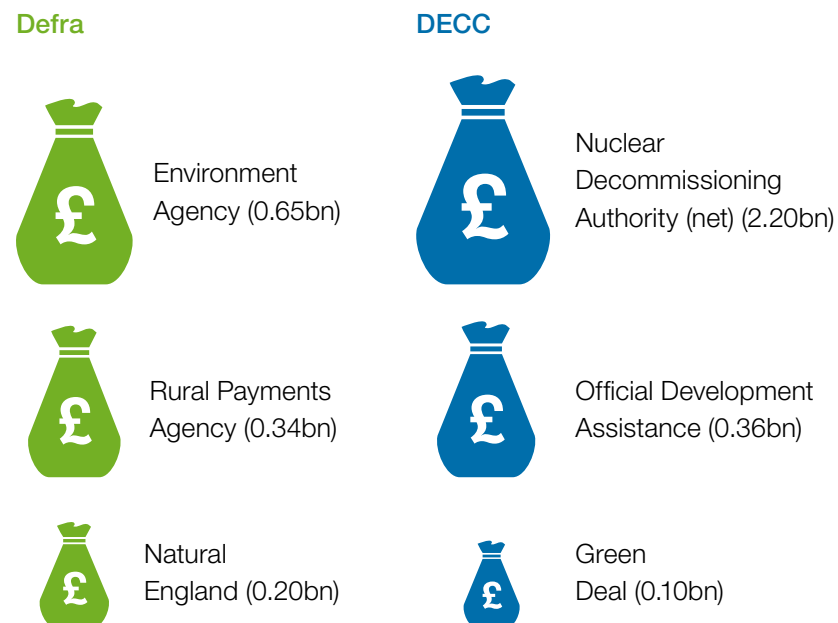 Defra
£
Environment
Agency (0.65bn)
£
Rural Payments
Agency (0.34bn)
£
Natural
England (0.20bn)
DECC
£
Nuclear
Decommissioning
Authority (net) (2.20bn)
£
Official Development
Assistance (0.36bn)
£
Green
Deal (0.10bn)